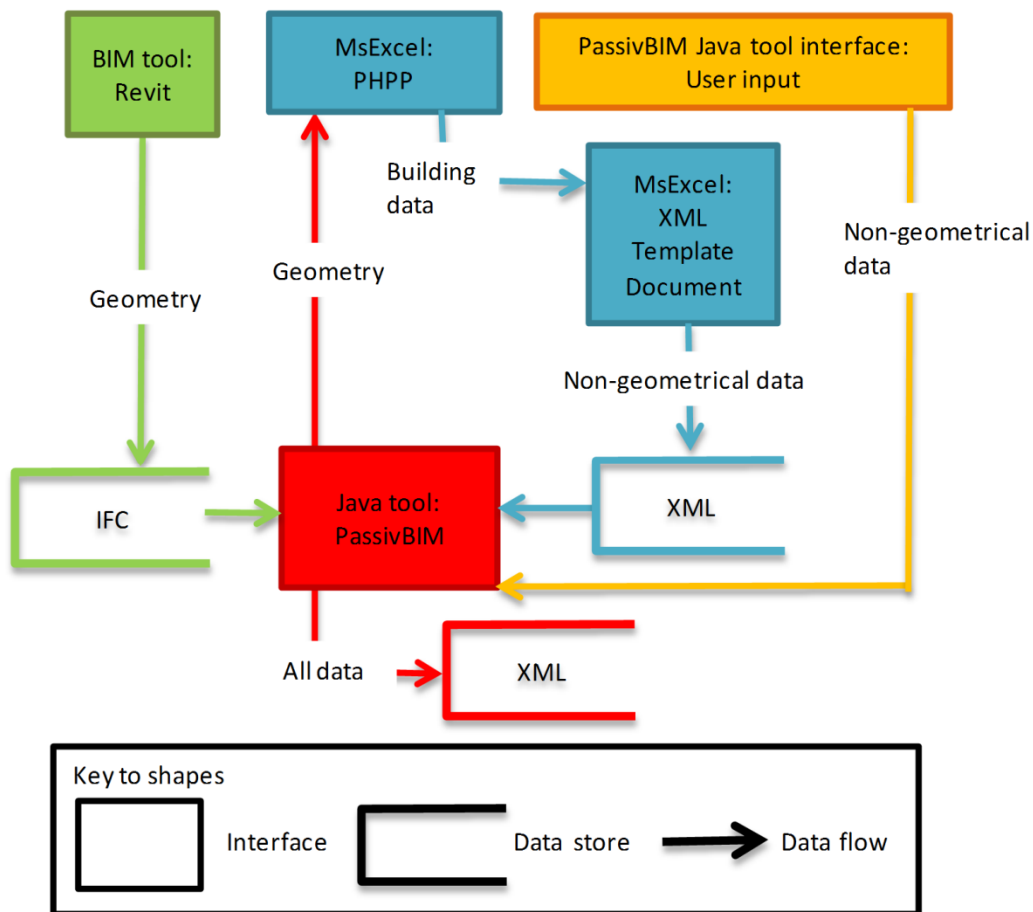 BIM tool:
Revit
MsExcel:
PHPP
PassivBIM Java tool interface:
User input
Building
data
MsExcel:
XML
Template
Document
Non-geometrical
data
Geometry
Geometry
Non-geometrical data
IFC
Java tool:
PassivBIM
XML
All data
XML
Key to shapes
Interface
Data store
Data flow